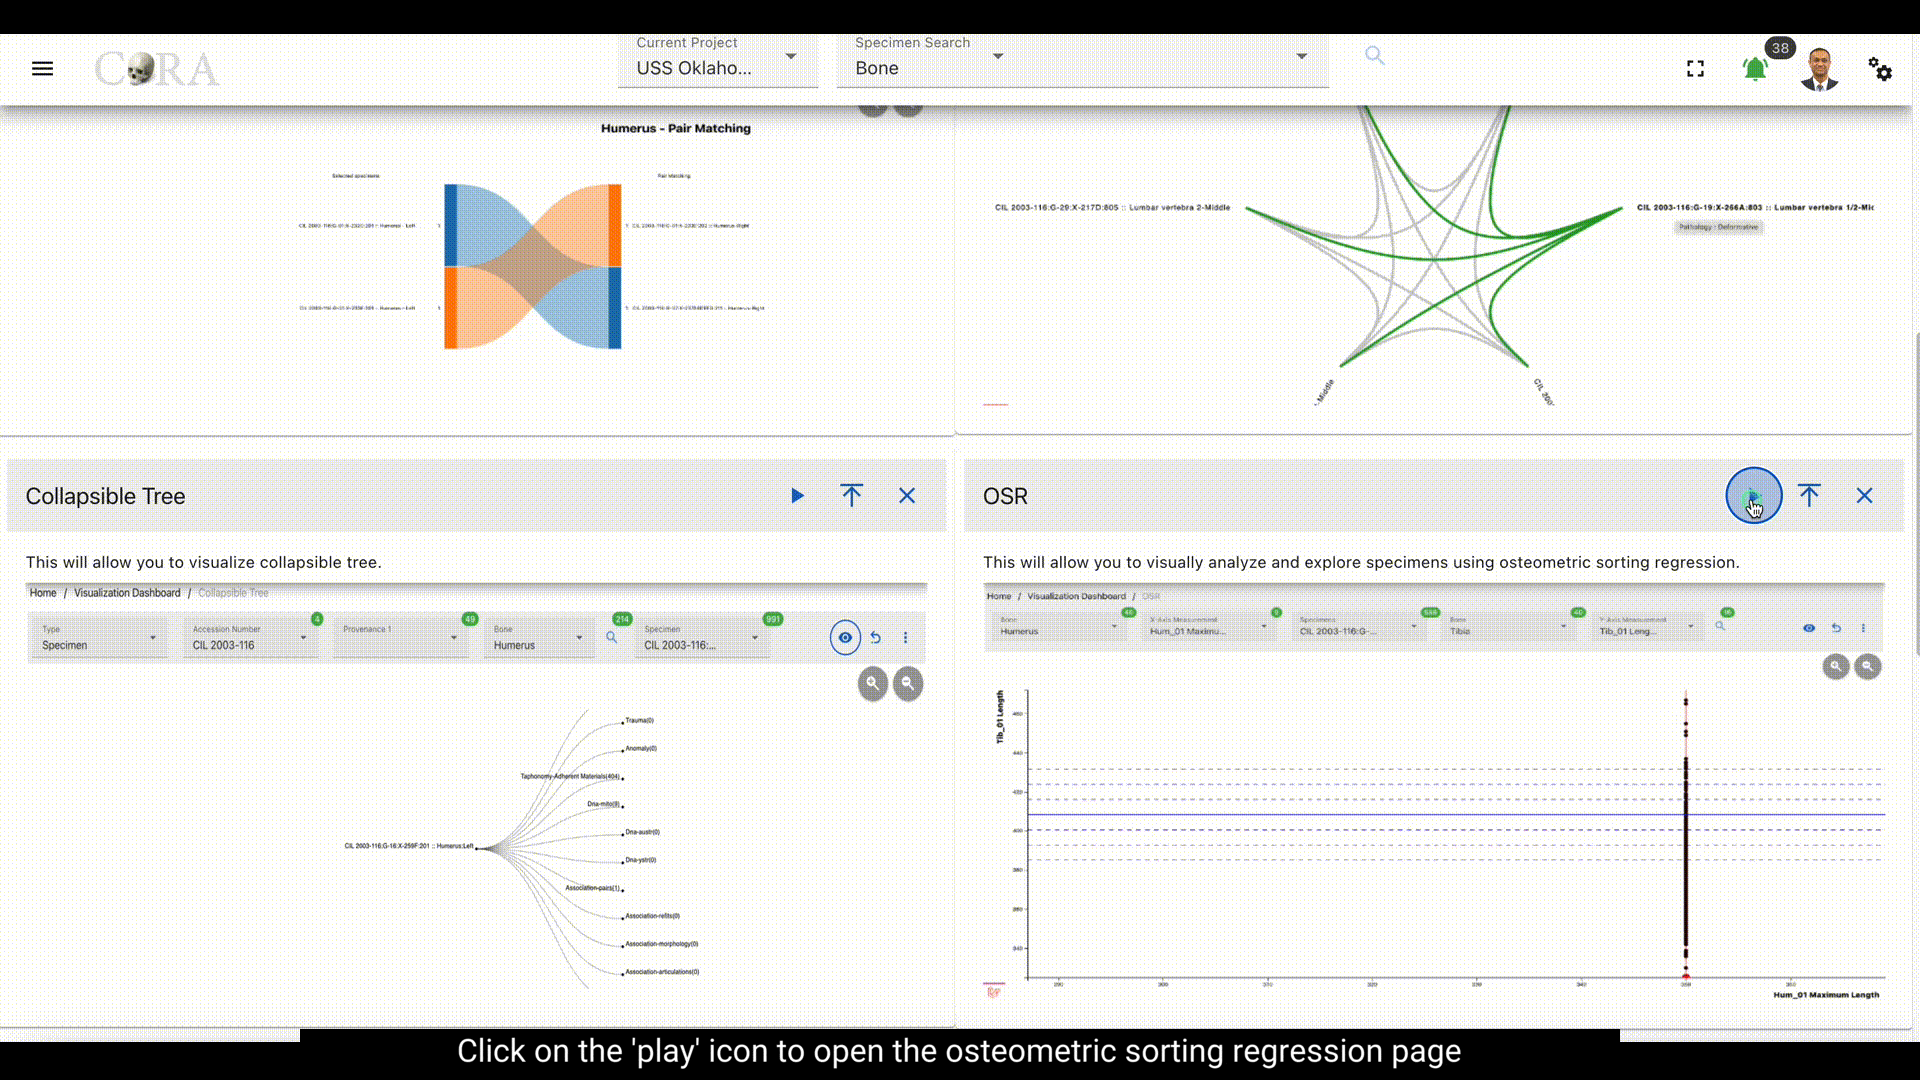 CORA
Current Project
USS Oklaho...
Specimen Search
Bone
38
Humerus - Pair Matching
Selected specimens
Pair Matching
CIL 2003-116:G-29:X-217D:605 :: Lumbar vertebra 2-Middle
CIL 2003-116:G-19:X-266A:803 :: Lumbar vertebra 1/2-Mic
Pathology : Deformative
-Middle
CIL 200
Collapsible Tree
This will allow you to visualize collapsible tree.
Home / Visualization Dashboard / Collapsible Tree
Type
Specimen
Accession Number
CIL 2003-116
4
Provenance 1
49
Bone
Humerus
214
Specimen
CIL 2003-116:...
991
Trauma(0)
Anomaly(0)
Taphonomy-Adherent Materials(404)
Dna-mito(8)
Dna-austr(0)
Dna-ystr(0)
Association-pairs(1)
Association-refits(0)
Association-morphology(0)
Association-articulations(0)
CIL 2003-116:G-16:X-259F:201 :: Humerus:Left
OSR
This will allow you to visually analyze and explore specimens using osteometric sorting regression.
Home / Visualization Dashboard / OSR
Bone
Humerus
X-Axis Measurement
Hum_01 Maximu...
Specimens
CIL 2003-116:G-...
Bone
Tibia
Y-Axis Measurement
Tib_01 Leng...
Tib_01 Length
Hum_01 Maximum Length
Click on the 'play' icon to open the osteometric sorting regression page